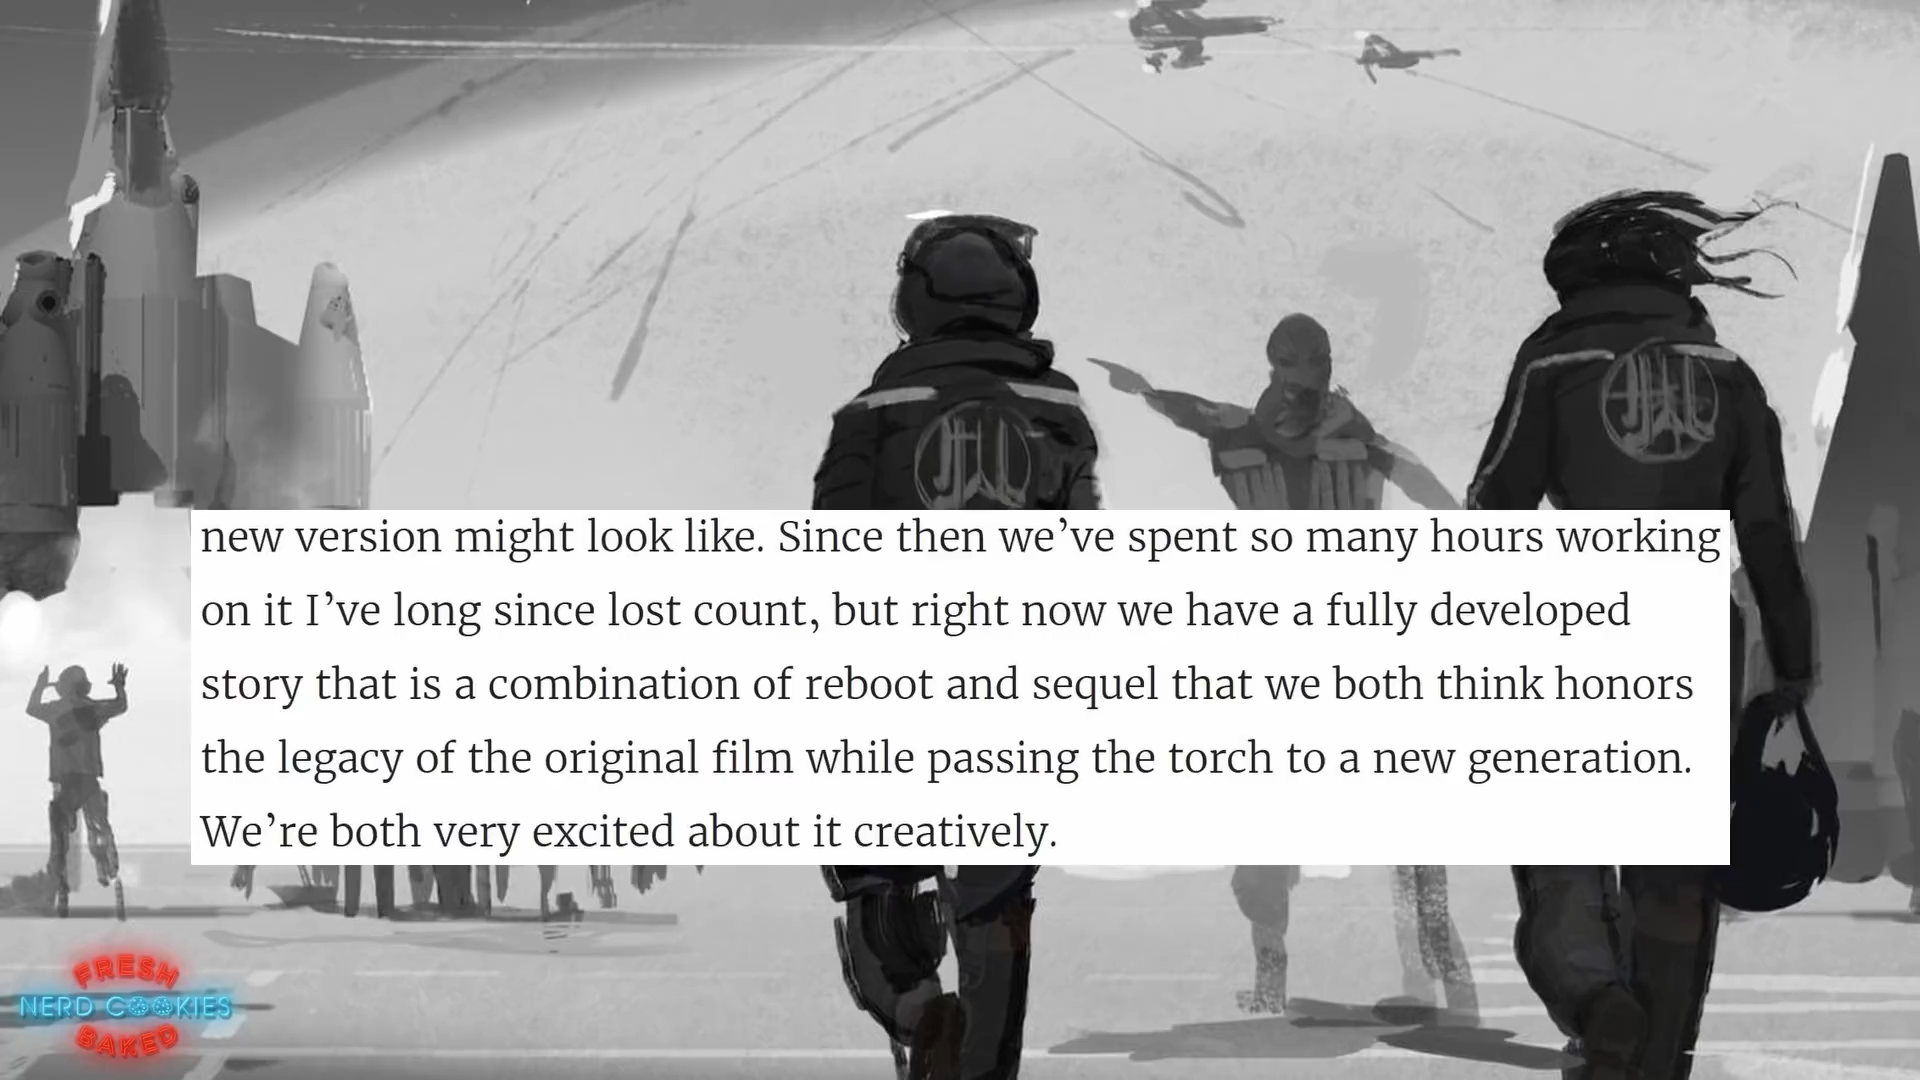 new version might look like. Since then we’ve spent so many hours working
on it I’ve long since lost count, but right now we have a fully developed
story that is a combination of reboot and sequel that we both think honors
the legacy of the original film while passing the torch to a new generation.
We’re both very excited about it creatively.
FRESH
NERD COOKIES
BAKED